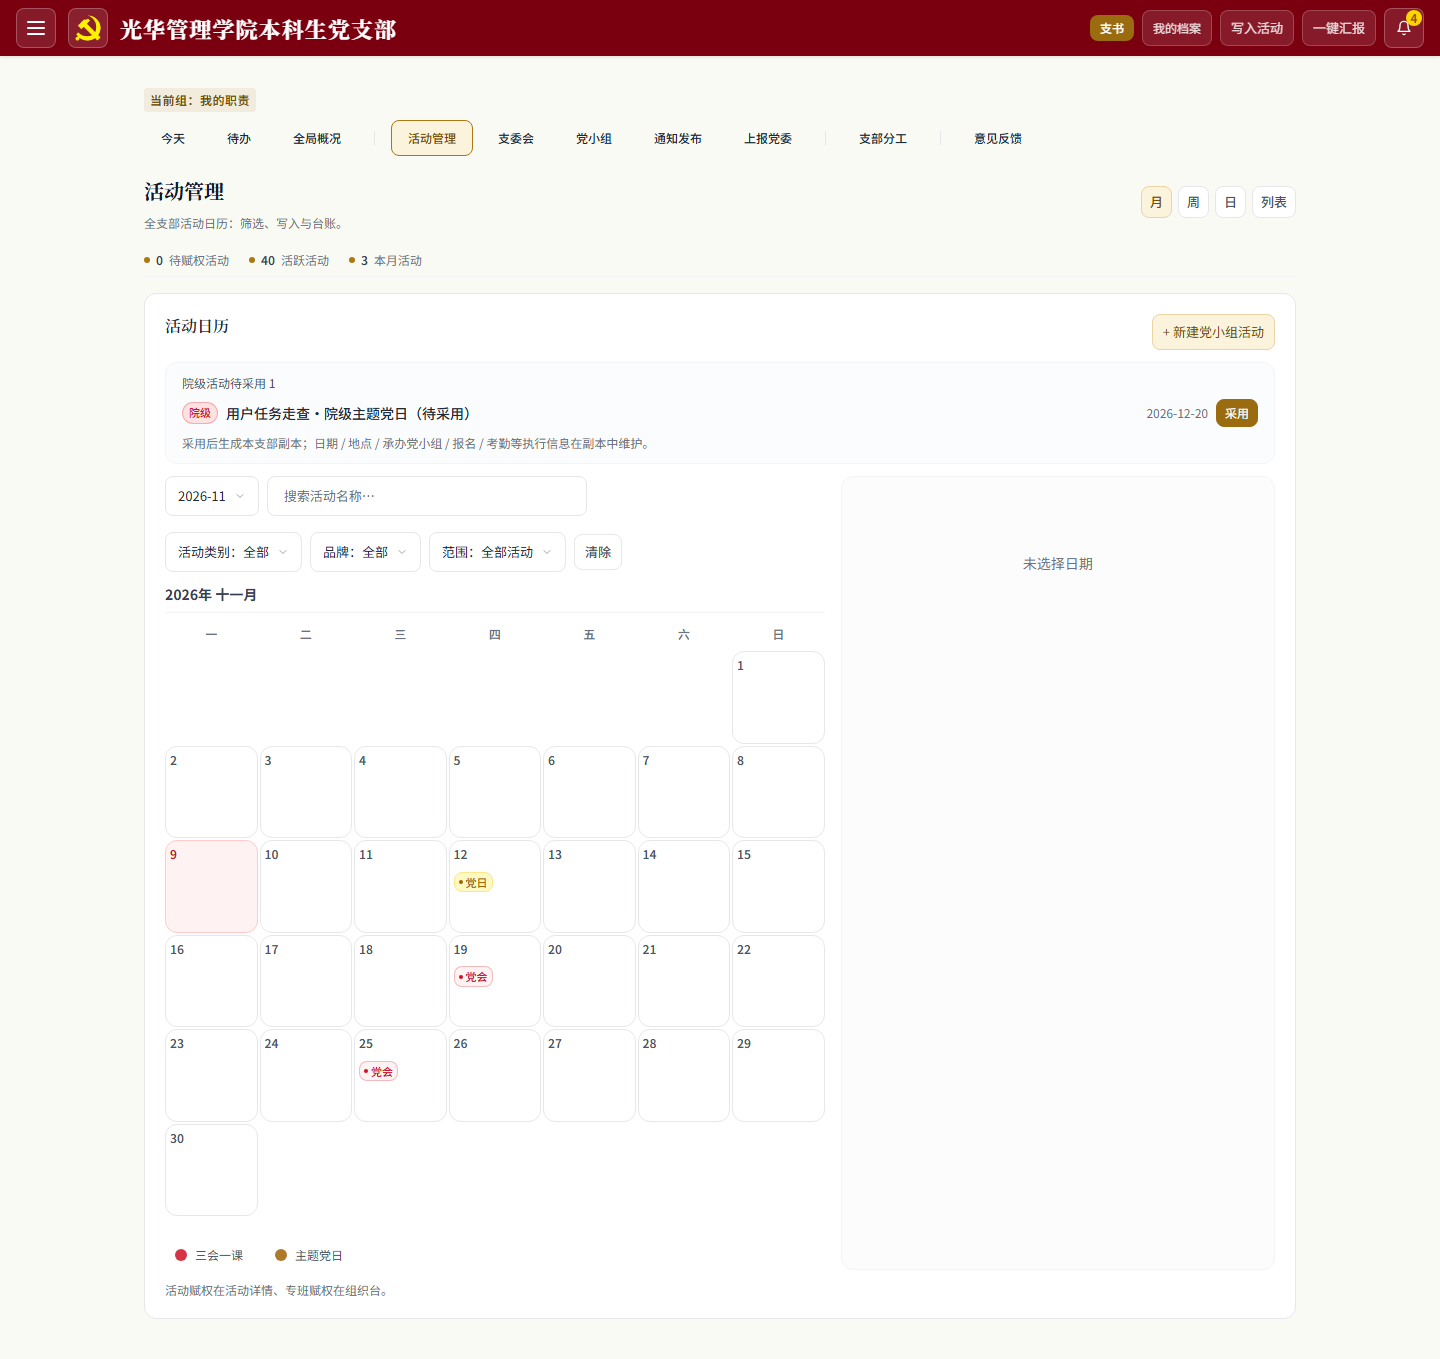 光华管理学院本科生党支部
支书 我的档案 写入活动 一键汇报 4
当前组：我的职责
今天 待办 全局概况 活动管理 支委会 党小组 通知发布 上报党委 支部分工 意见反馈
活动管理
月 周 日 列表
全支部活动日历：筛选、写入与台账。
0 待赋权活动 40 活跃活动 3 本月活动
活动日历
+ 新建党小组活动
院级活动待采用 1
院级 用户任务走查·院级主题党日（待采用） 2026-12-20 采用
采用后生成本支部副本；日期 / 地点 / 承办党小组 / 报名 / 考勤等执行信息在副本中维护。
2026-11 搜索活动名称…
未选择日期
活动类别：全部 品牌：全部 范围：全部活动 清除
2026年 十一月
一 二 三 四 五 六 日
1
2 3 4 5 6 7 8
9 10 11 12 13 14 15
党日
16 17 18 19 20 21 22
党会
23 24 25 26 27 28 29
党会
30
三会一课 主题党日
活动赋权在活动详情、专班赋权在组织台。